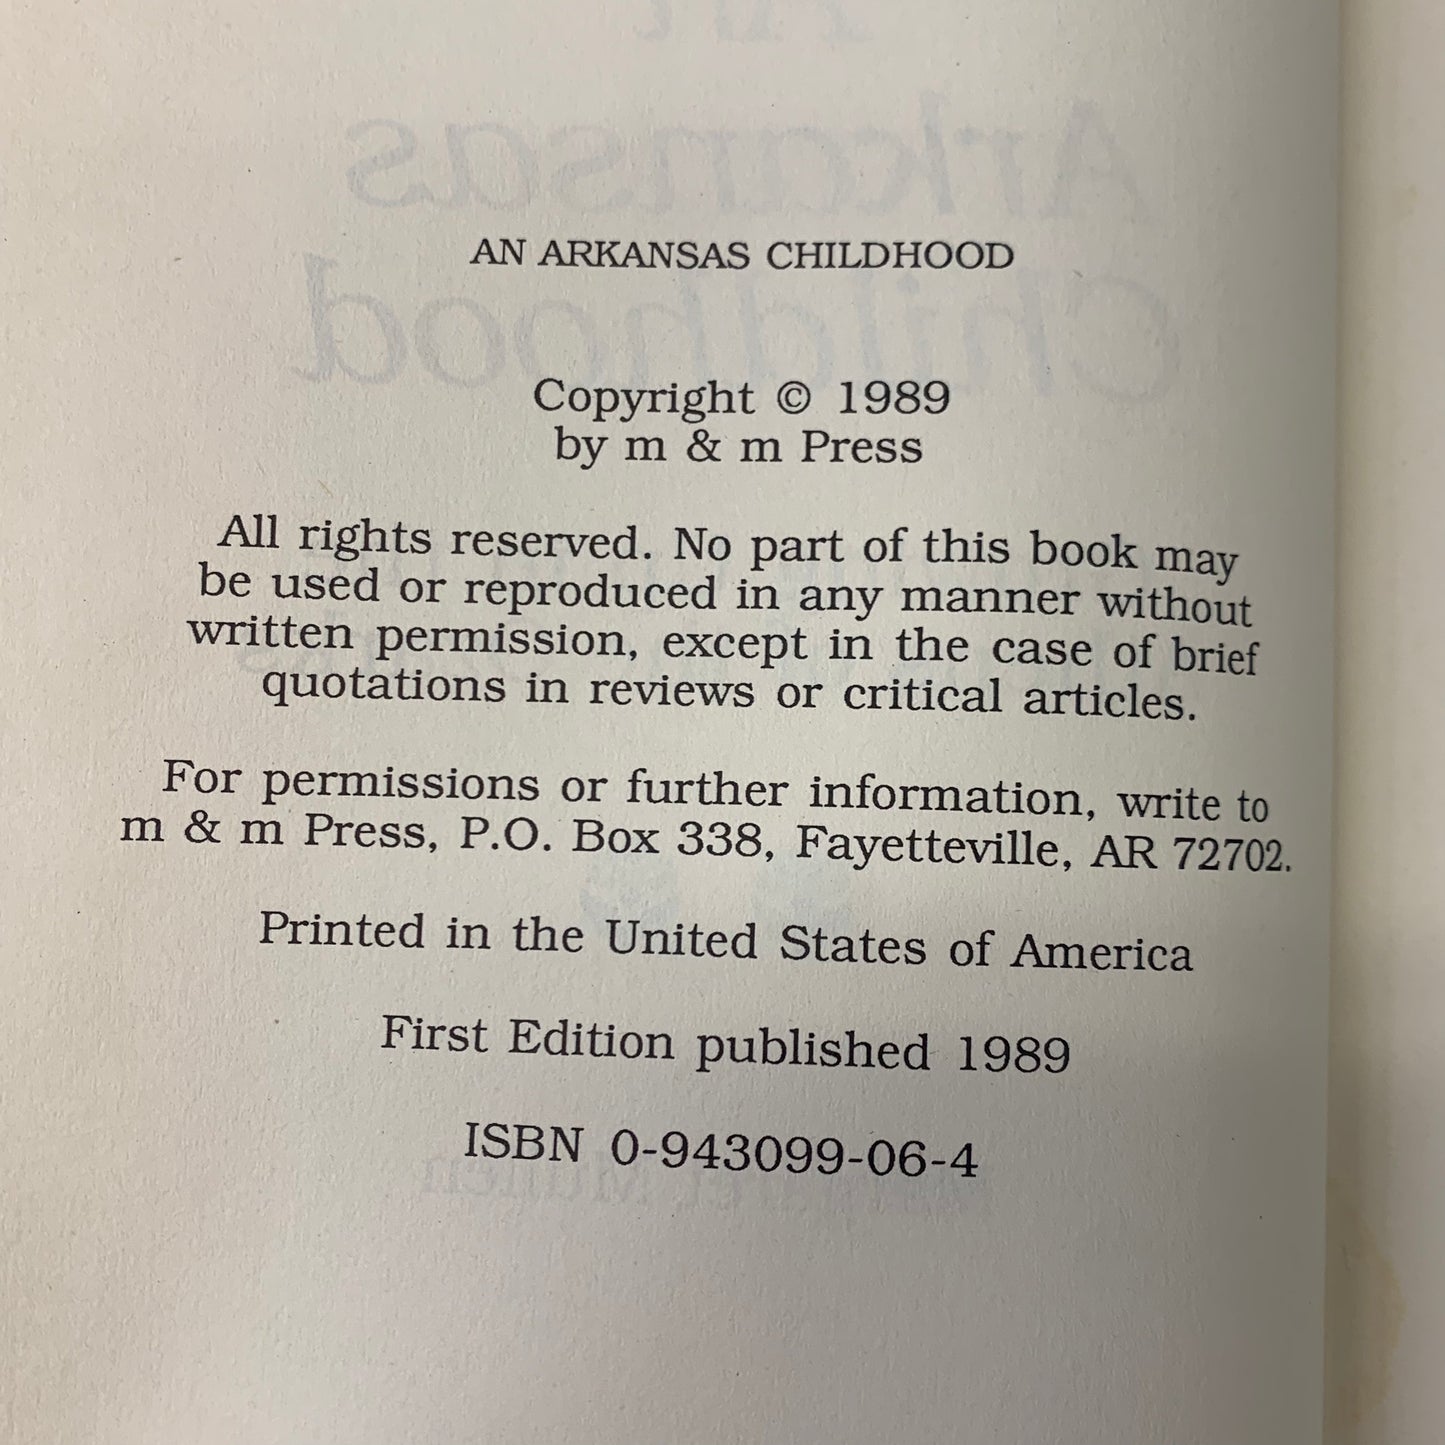 AN ARKANSAS CHILDHOOD
Copyright © 1989
by m & m Press
All rights reserved. No part of this book may
be used or reproduced in any manner without
written permission, except in the case of brief
quotations in reviews or critical articles.
For permissions or further information, write to
m & m Press, P.O. Box 338, Fayetteville, AR 72702.
Printed in the United States of America
First Edition published 1989
ISBN 0-943099-06-4